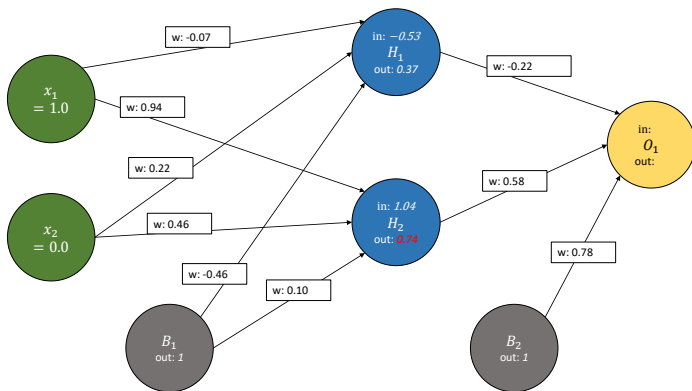 w: -0.07
in: -0.53
H₁
out: 0.37
w: -0.22
x₁
= 1.0
w: 0.94
in:
O₁
out:
w: 0.22
w: 0.58
x₂
= 0.0
w: 0.46
in: 1.04
H₂
out: 0.74
w: -0.46
w: 0.10
w: 0.78
B₁
out: 1
B₂
out: 1